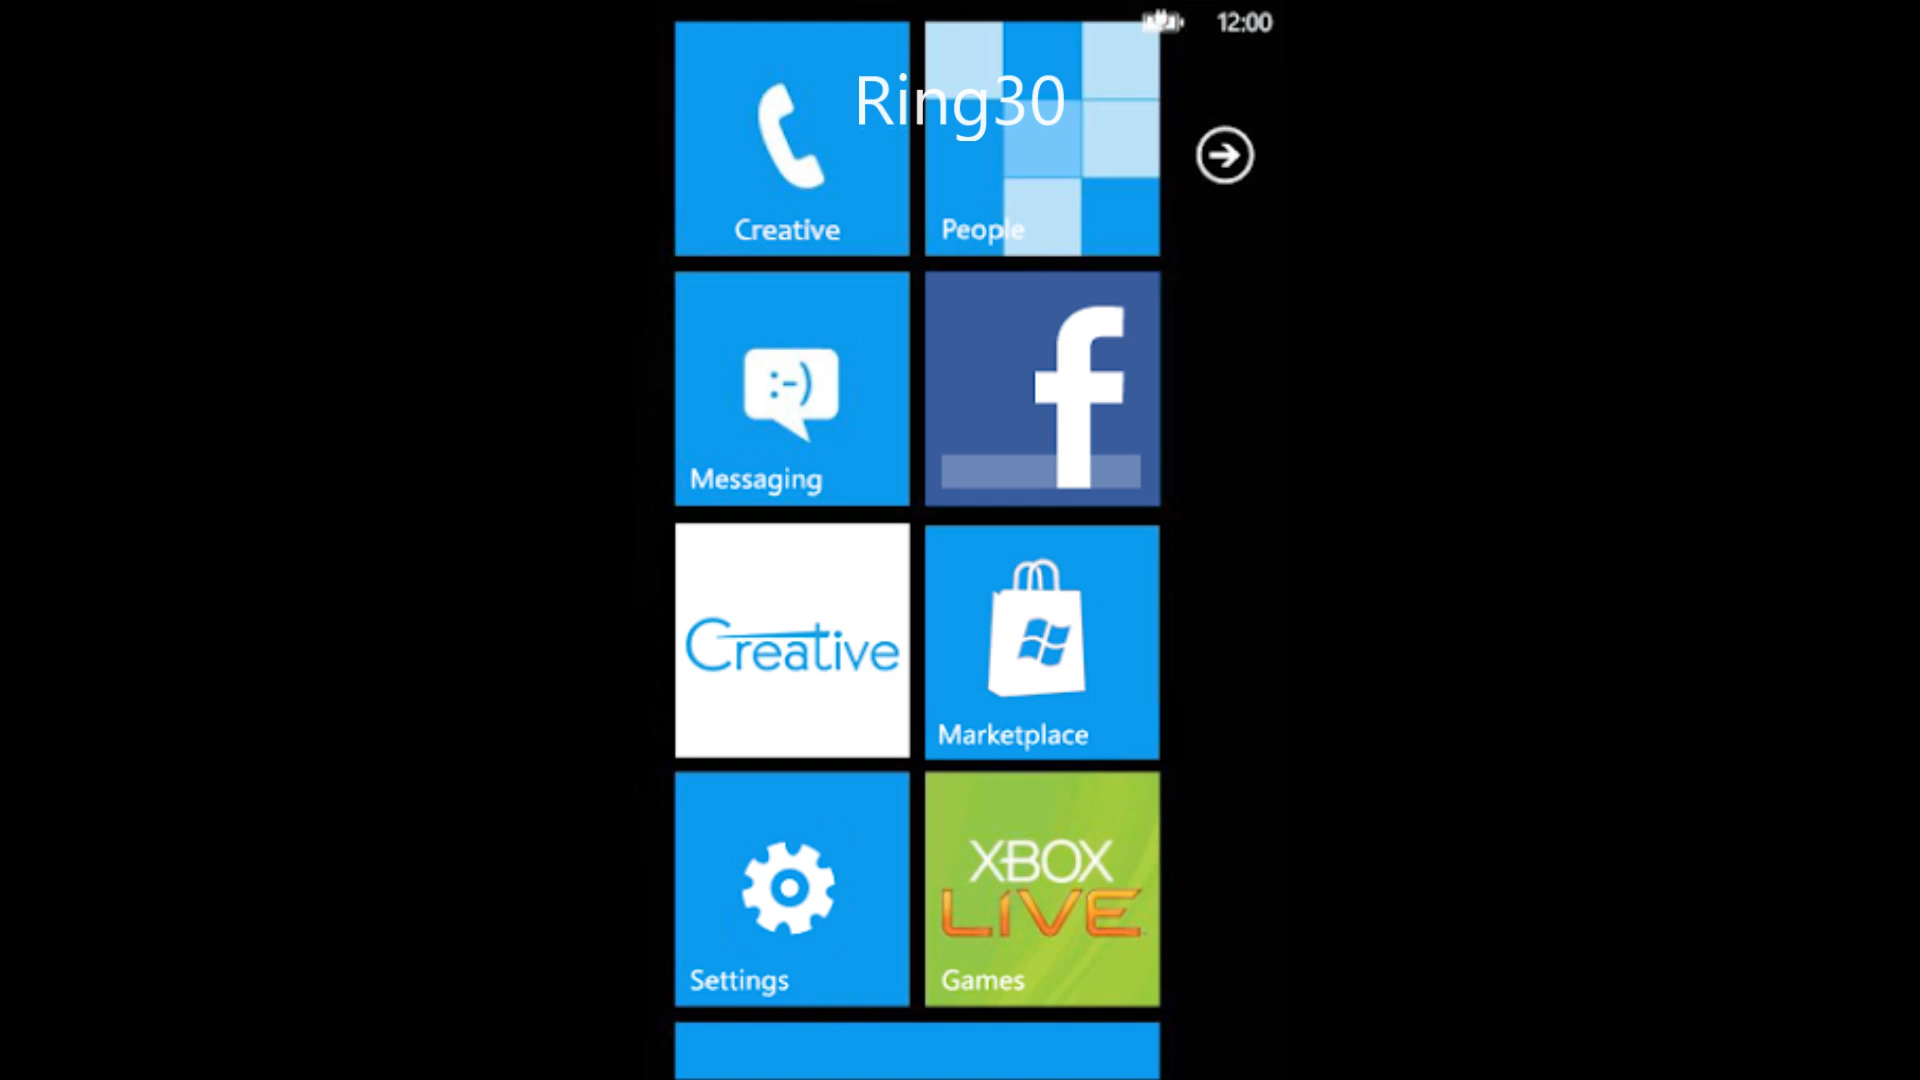 12:00
Ring30
Creative
People
:-)
Messaging
f
Creative
Marketplace
Settings
XBOX
LIVE
Games